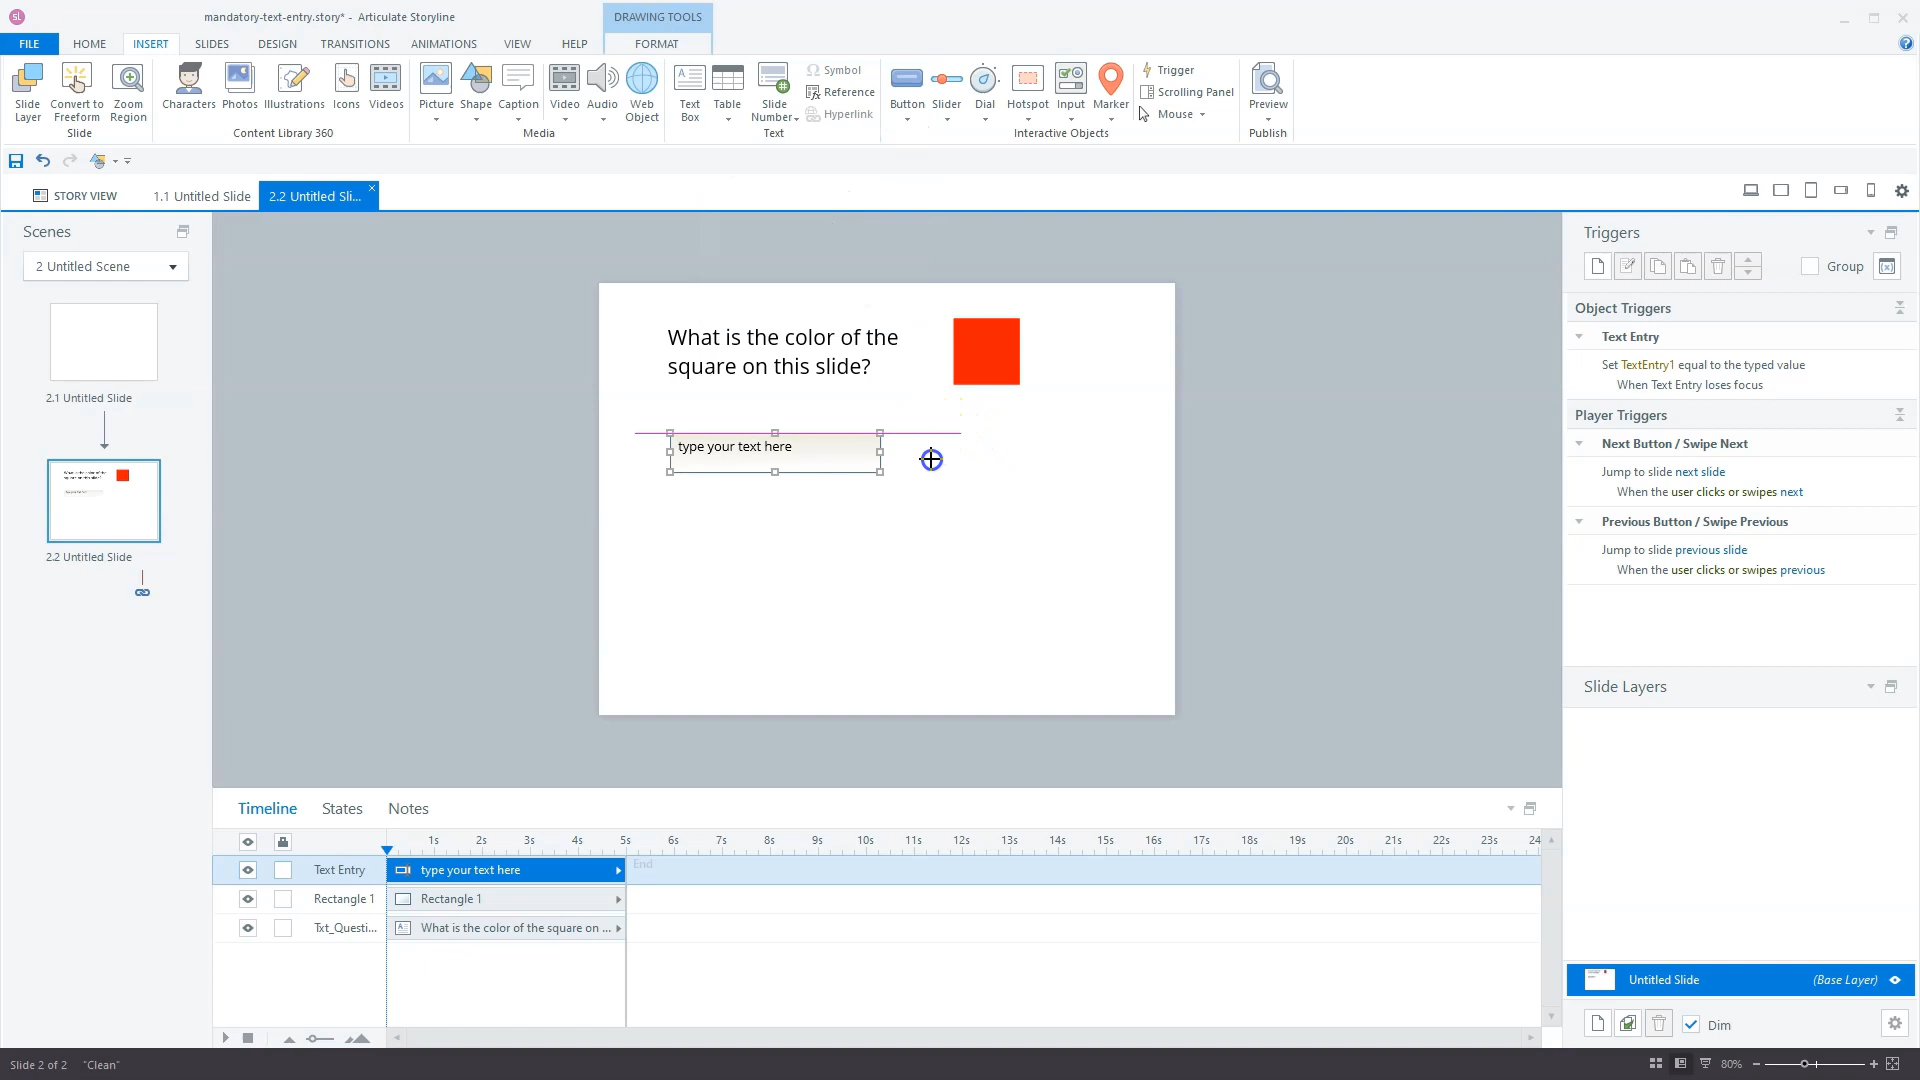 sl
mandatory-text-entry.story* - Articulate Storyline
DRAWING TOOLS
FILE
HOME
INSERT
SLIDES
DESIGN
TRANSITIONS
ANIMATIONS
VIEW
HELP
FORMAT
Slide Layer
Convert to Freeform
Zoom Region
Slide
Characters
Photos
Illustrations
Icons
Videos
Content Library 360
Picture
Shape
Caption
Video
Audio
Web Object
Media
Text Box
Table
Slide Number
Symbol
Reference
Hyperlink
Text
Button
Slider
Dial
Hotspot
Input
Marker
Trigger
Scrolling Panel
Mouse
Interactive Objects
Preview
Publish
STORY VIEW
1.1 Untitled Slide
2.2 Untitled Sli...
Scenes
2 Untitled Scene
2.1 Untitled Slide
2.2 Untitled Slide
What is the color of the
square on this slide?
type your text here
Triggers
Group
Object Triggers
Text Entry
Set TextEntry1 equal to the typed value
When Text Entry loses focus
Player Triggers
Next Button / Swipe Next
Jump to slide next slide
When the user clicks or swipes next
Previous Button / Swipe Previous
Jump to slide previous slide
When the user clicks or swipes previous
Slide Layers
Untitled Slide (Base Layer)
Dim
Timeline
States
Notes
1s 2s 3s 4s 5s 6s 7s 8s 9s 10s 11s 12s 13s 14s 15s 16s 17s 18s 19s 20s 21s 22s 23s 24
Text Entry type your text here End
Rectangle 1 Rectangle 1
Txt_Questi... What is the color of the square on ...
Slide 2 of 2 "Clean"
80%